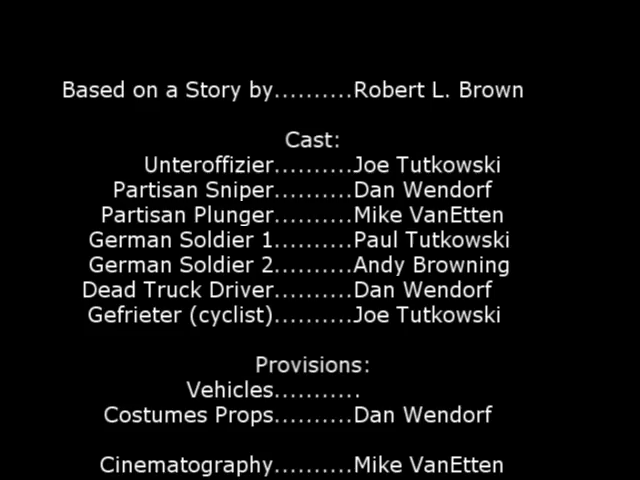 Based on a Story by..........Robert L. Brown
Cast:
Unteroffizier..........Joe Tutkowski
Partisan Sniper..........Dan Wendorf
Partisan Plunger..........Mike VanEtten
German Soldier 1..........Paul Tutkowski
German Soldier 2..........Andy Browning
Dead Truck Driver..........Dan Wendorf
Gefrieter (cyclist)..........Joe Tutkowski
Provisions:
Vehicles...........
Costumes Props..........Dan Wendorf
Cinematography..........Mike VanEtten